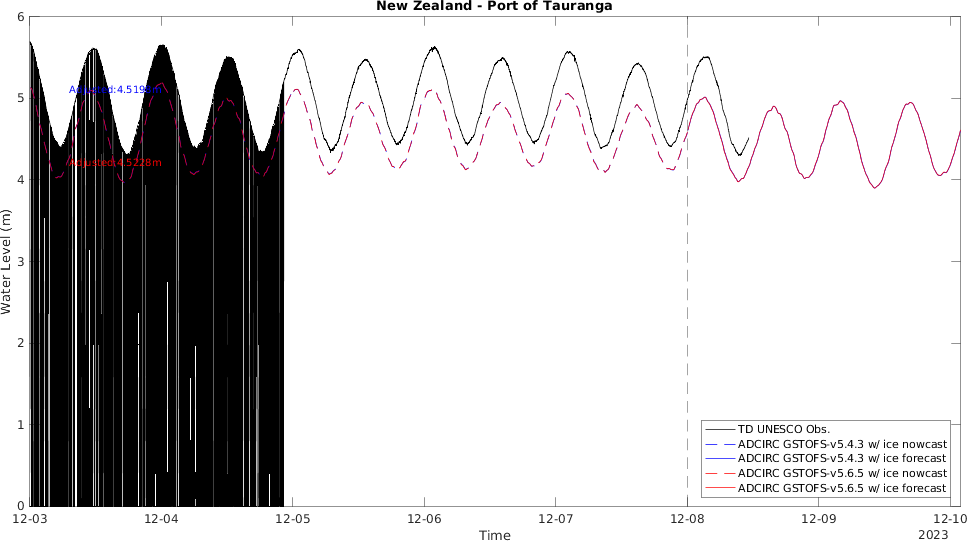 New Zealand - Port of Tauranga
6
5
4
3
2
1
0
Water Level (m)
Adjusted:4.5228m
TD UNESCO Obs.
ADCIRC GSTOFS-v5.4.3 w/ ice nowcast
ADCIRC GSTOFS-v5.4.3 w/ ice forecast
ADCIRC GSTOFS-v5.6.5 w/ ice nowcast
ADCIRC GSTOFS-v5.6.5 w/ ice forecast
12-03 12-04 12-05 12-06 12-07 12-08 12-09 12-10
Time
2023